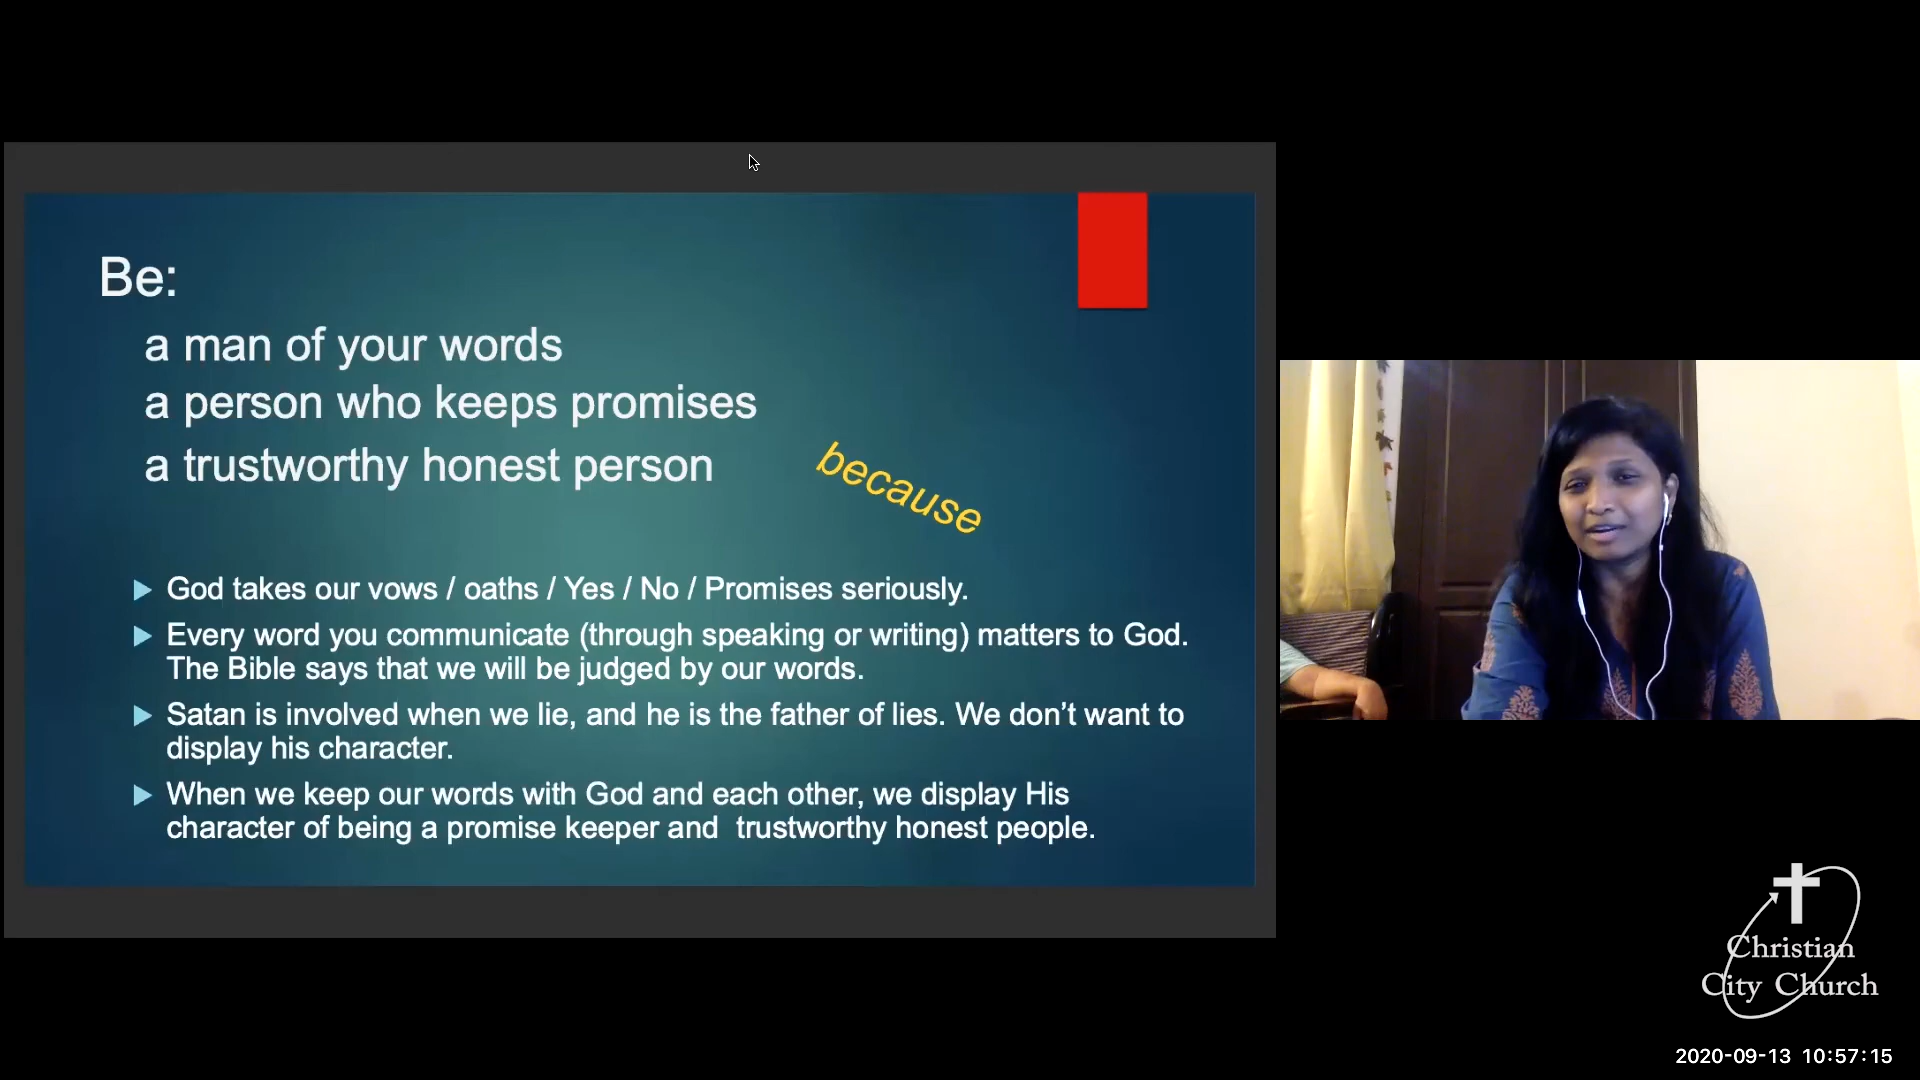 Be:
a man of your words
a person who keeps promises
a trustworthy honest person
because
God takes our vows / oaths / Yes / No / Promises seriously.
Every word you communicate (through speaking or writing) matters to God.
The Bible says that we will be judged by our words.
Satan is involved when we lie, and he is the father of lies. We don’t want to
display his character.
When we keep our words with God and each other, we display His
character of being a promise keeper and  trustworthy honest people.
Christian
City Church
2020-09-13 10:57:15